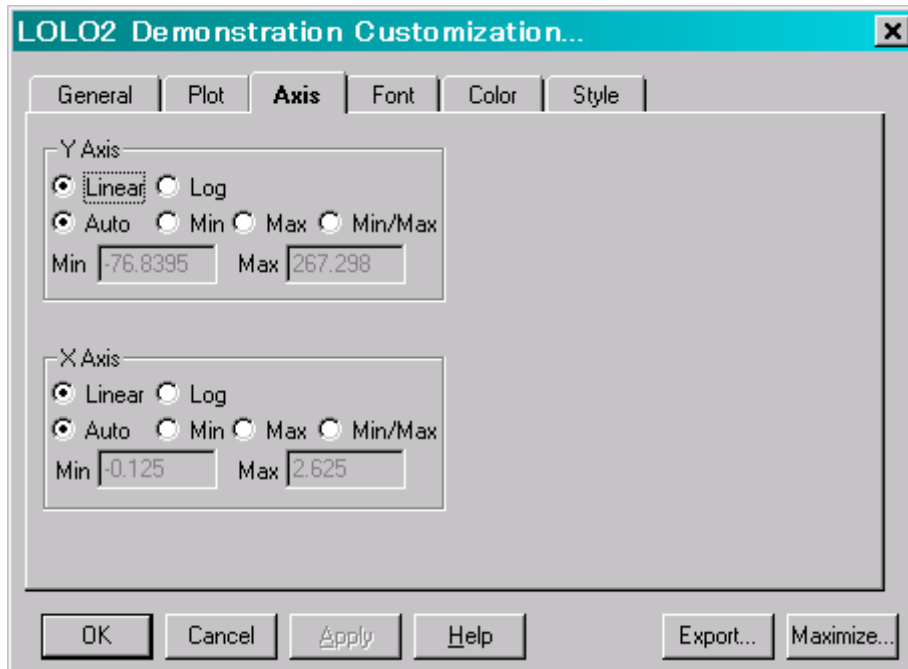 LOLO2 Demonstration Customization...
General Plot Axis Font Color Style
Y Axis
Linear Log
Auto Min Max Min/Max
Min -76.8395 Max 267.298
X Axis
Linear Log
Auto Min Max Min/Max
Min -0.125 Max 2.625
OK Cancel Apply Help Export... Maximize...